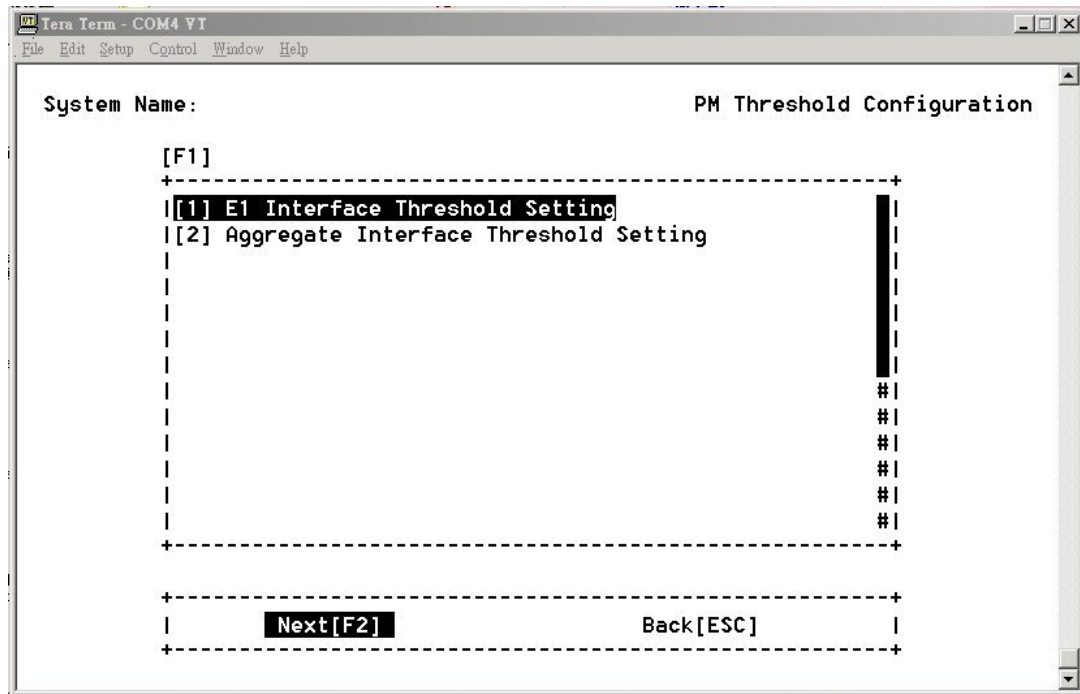 Tera Term - COM4 VT
File Edit Setup Control Window Help
System Name: PM Threshold Configuration
[F1]
+-------------------------------------------------------+
|[1] E1 Interface Threshold Setting |
|[2] Aggregate Interface Threshold Setting |
| |
| |
| |
| |
| |
| #|
| #|
| #|
| #|
| #|
| #|
+-------------------------------------------------------+
+-------------------------------------------------------+
| Next[F2] Back[ESC] |
+-------------------------------------------------------+